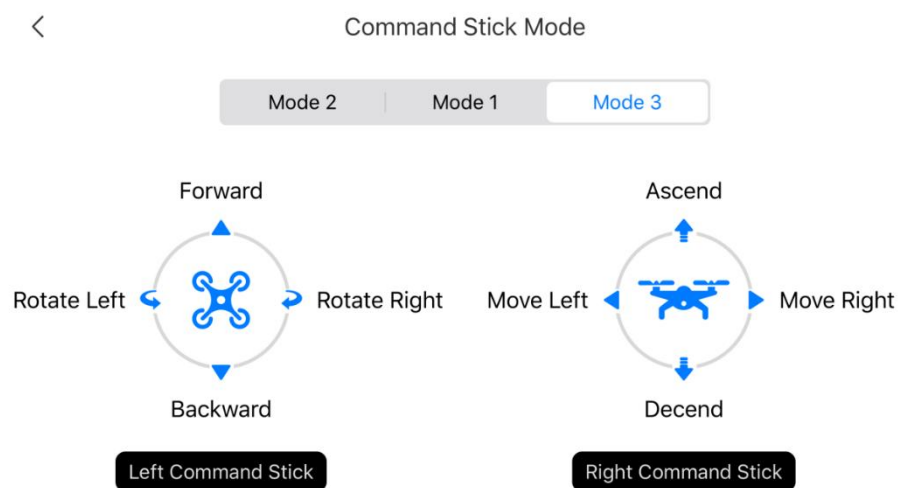 Command Stick Mode
Mode 2 Mode 1 Mode 3
Forward Ascend
Rotate Left Rotate Right Move Left Move Right
Backward Decend
Left Command Stick Right Command Stick